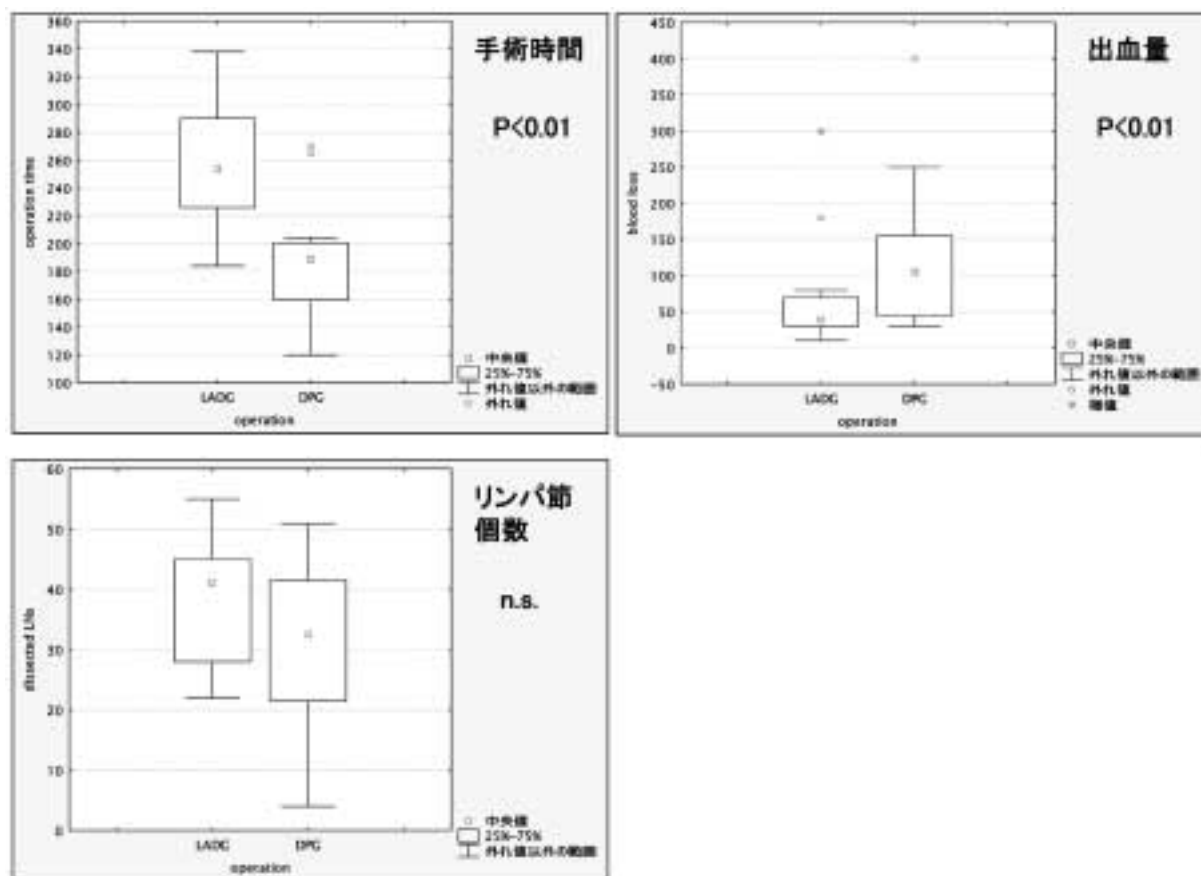 手術時間
P<0.01
360
340
320
300
280
260
240
220
200
180
160
140
120
100
operation time
LADG
DPG
operation
中央値
25%-75%
外れ値以外の範囲
外れ値
出血量
P<0.01
450
400
350
300
250
200
150
100
50
0
-50
blood loss
LADG
DPG
operation
中央値
25%-75%
外れ値以外の範囲
外れ値
極値
リンパ節
個数
n.s.
60
50
40
30
20
10
0
dissected LNs
LADG
DPG
operation
中央値
25%-75%
外れ値以外の範囲